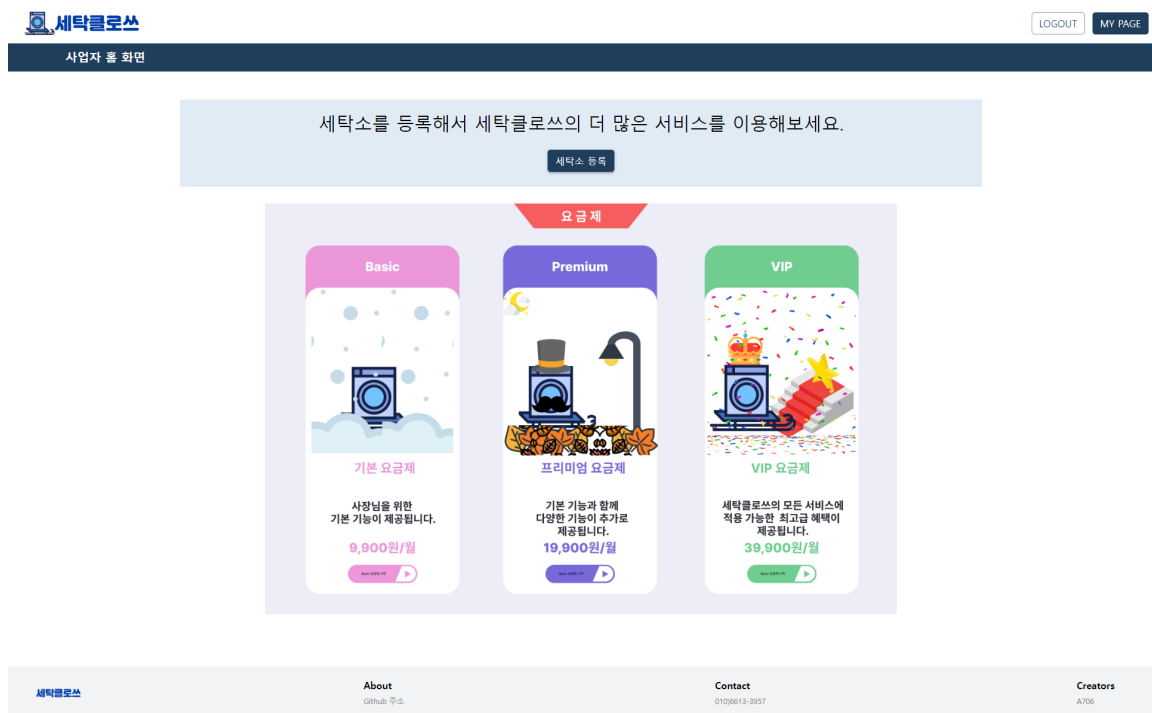 세탁클로쓰
LOGOUT
MY PAGE
사업자 홈 화면
세탁소를 등록해서 세탁클로쓰의 더 많은 서비스를 이용해보세요.
세탁소 등록
요금제
Basic
기본 요금제
사장님을 위한
기본 기능이 제공됩니다.
9,900원/월
Premium
프리미엄 요금제
기본 기능과 함께
다양한 기능이 추가로
제공됩니다.
19,900원/월
VIP
VIP 요금제
세탁클로쓰의 모든 서비스에
적용 가능한 최고급 혜택이
제공됩니다.
39,900원/월
세탁클로쓰
About
Github 주소
Contact
010)6613-3957
Creators
A706